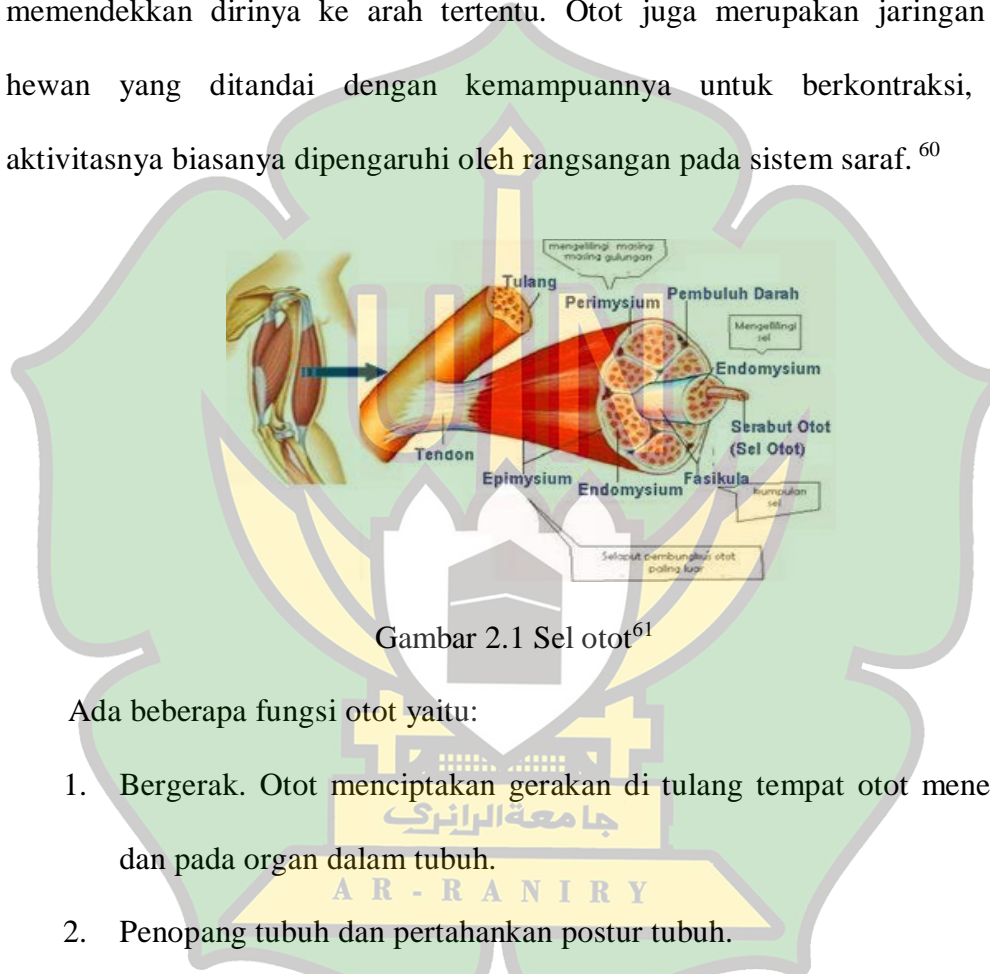 memendekkan dirinya ke arah tertentu. Otot juga merupakan jaringan
hewan yang ditandai dengan kemampuannya untuk berkontraksi,
aktivitasnya biasanya dipengaruhi oleh rangsangan pada sistem saraf. 60
mengelilingi masing
masing gulungan
Tulang
Perimysium
Pembuluh Darah
Mengelilingi
sel
Endomysium
Serabut Otot
(Sel Otot)
Tendon
Epimysium
Endomysium
Fasikula
kumpulan
sel
Selaput pembungkus otot
paling luar
UIN
Gambar 2.1 Sel otot61
Ada beberapa fungsi otot yaitu:
1. Bergerak. Otot menciptakan gerakan di tulang tempat otot mene
جامعة الرانري
dan pada organ dalam tubuh.
AR-RANIRY
2. Penopang tubuh dan pertahankan postur tubuh.